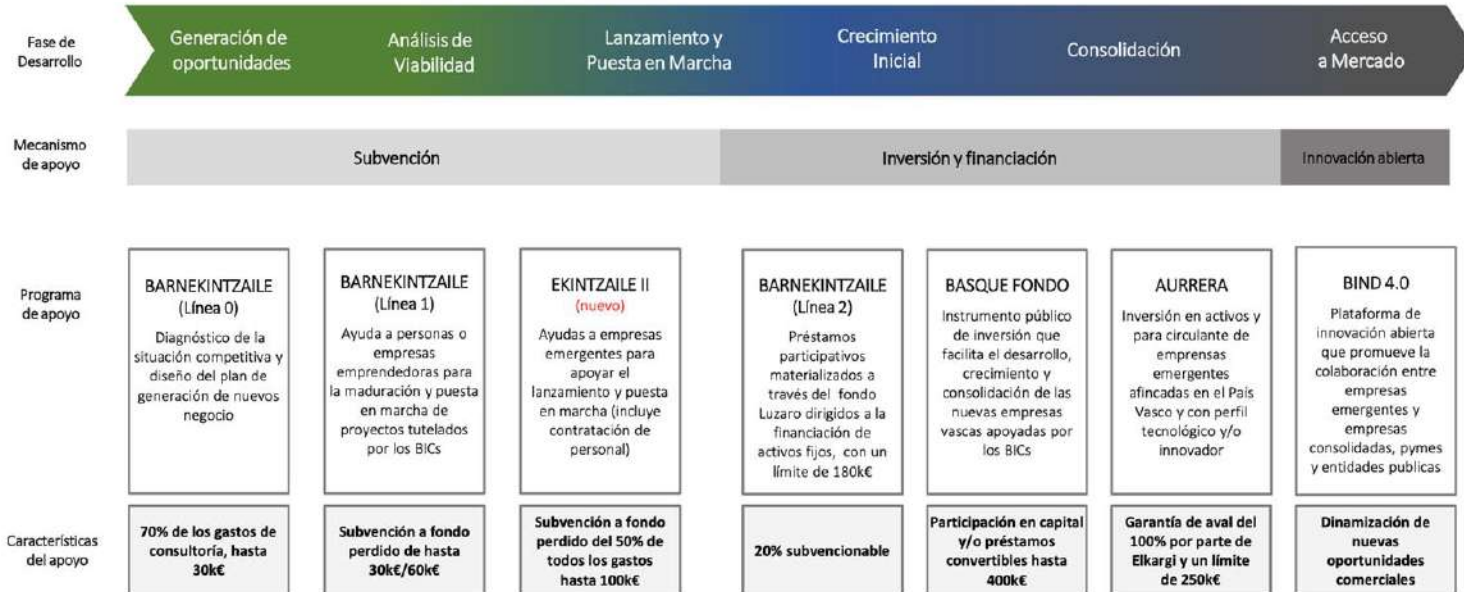 Fase de
Desarrollo
Generación de
oportunidades
Análisis de
Viabilidad
Lanzamiento y
Puesta en Marcha
Crecimiento
Inicial
Consolidación
Acceso
a Mercado
Mecanismo
de apoyo
Subvención
Inversión y financiación
Innovación abierta
Programa
de apoyo
BARNEKINTZAILE
(Línea 0)
Diagnóstico de la
situación competitiva y
diseño del plan de
generación de nuevos
negocio
BARNEKINTZAILE
(Línea 1)
Ayuda a personas o
empresas
emprendedoras para
la maduración y puesta
en marcha de
proyectos tutelados
por los BICs
EKINTZAILE II
(nuevo)
Ayudas a empresas
emergentes para
apoyar el
lanzamiento y puesta
en marcha (incluye
contratación de
personal)
BARNEKINTZAILE
(Línea 2)
Préstamos
participativos
materializados a
través del fondo
Luzaro dirigidos a la
financiación de
activos fijos, con un
límite de 180k€
BASQUE FONDO
Instrumento público
de inversión que
facilita el desarrollo,
crecimiento y
consolidación de las
nuevas empresas
vascas apoyadas por
los BICs
AURRERA
Inversión en activos y
para circulante de
emprensas
emergentes
afincadas en el País
Vasco y con perfil
tecnológico y/o
innovador
BIND 4.0
Plataforma de
innovación abierta
que promueve la
colaboración entre
empresas
emergentes y
empresas
consolidadas, pymes
y entidades publicas
Características
del apoyo
70% de los gastos de
consultoría, hasta
30k€
Subvención a fondo
perdido de hasta
30k€/60k€
Subvención a fondo
perdido del 50% de
todos los gastos
hasta 100k€
20% subvencionable
Participación en capital
y/o préstamos
convertibles hasta
400k€
Garantía de aval del
100% por parte de
Elkargi y un límite
de 250k€
Dinamización de
nuevas
oportunidades
comerciales